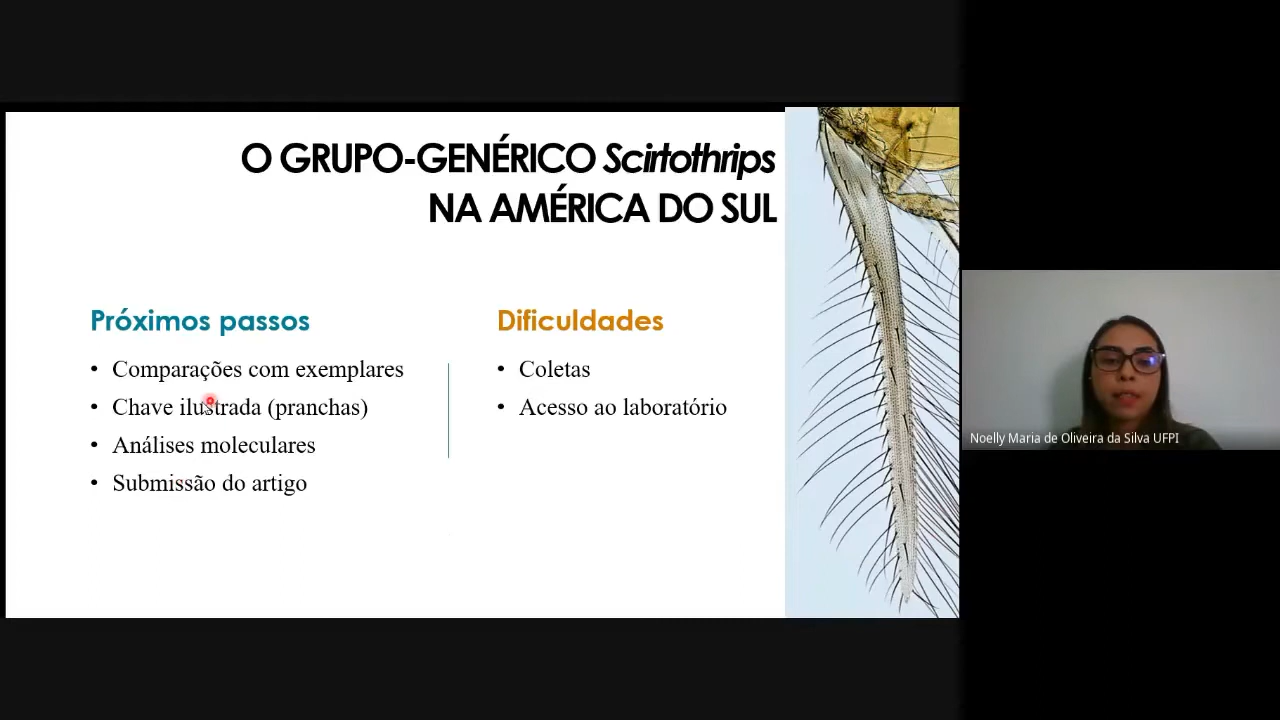 O GRUPO-GENÉRICO Scirtothrips
NA AMÉRICA DO SUL
Próximos passos
• Comparações com exemplares
• Chave ilustrada (pranchas)
• Análises moleculares
• Submissão do artigo
Dificuldades
• Coletas
• Acesso ao laboratório
Noelly Maria de Oliveira da Silva UFPI